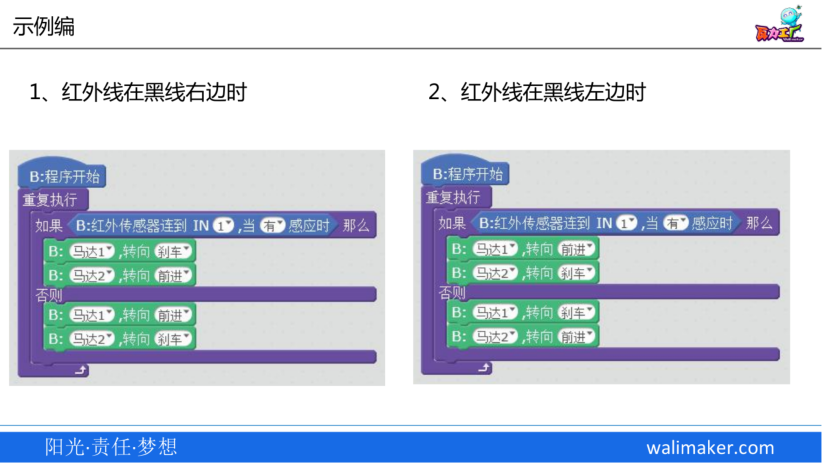 示例编
瓦力工厂
1、红外线在黑线右边时
2、红外线在黑线左边时
B:程序开始
重复执行
如果 B:红外传感器连到 IN 1 ,当 有 感应时 那么
B: 马达1 ,转向 刹车
B: 马达2 ,转向 前进
否则
B: 马达1 ,转向 前进
B: 马达2 ,转向 刹车
B:程序开始
重复执行
如果 B:红外传感器连到 IN 1 ,当 有 感应时 那么
B: 马达1 ,转向 前进
B: 马达2 ,转向 刹车
否则
B: 马达1 ,转向 刹车
B: 马达2 ,转向 前进
阳光·责任·梦想
walimaker.com